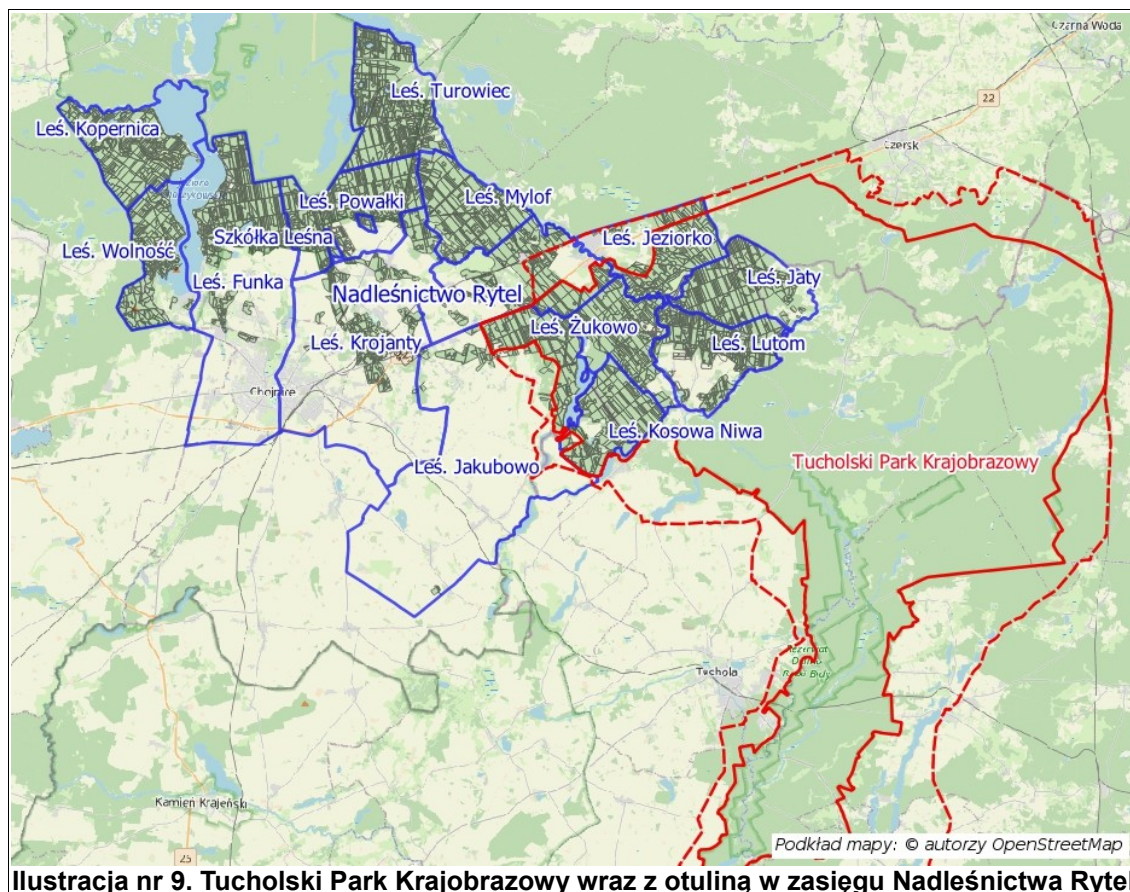 Czarna Woda
22
Leś. Turowiec
Leś. Kopernica
Czersk
Leś. Powałki
Leś. Mylof
Szkółka Leśna
Leś. Jeziorko
Leś. Wolność
Leś. Funka
Leś. Jaty
Nadleśnictwo Rytel
Leś. Żukowo
Leś. Krojanty
Leś. Lutom
Chojnice
Leś. Kosowa Niwa
Leś. Jakubowo
Tucholski Park Krajobrazowy
Rezerwat
Tuchola
Kamień Krajeński
25
Podkład mapy: © autorzy OpenStreetMap
Ilustracja nr 9. Tucholski Park Krajobrazowy wraz z otuliną w zasięgu Nadleśnictwa Rytel